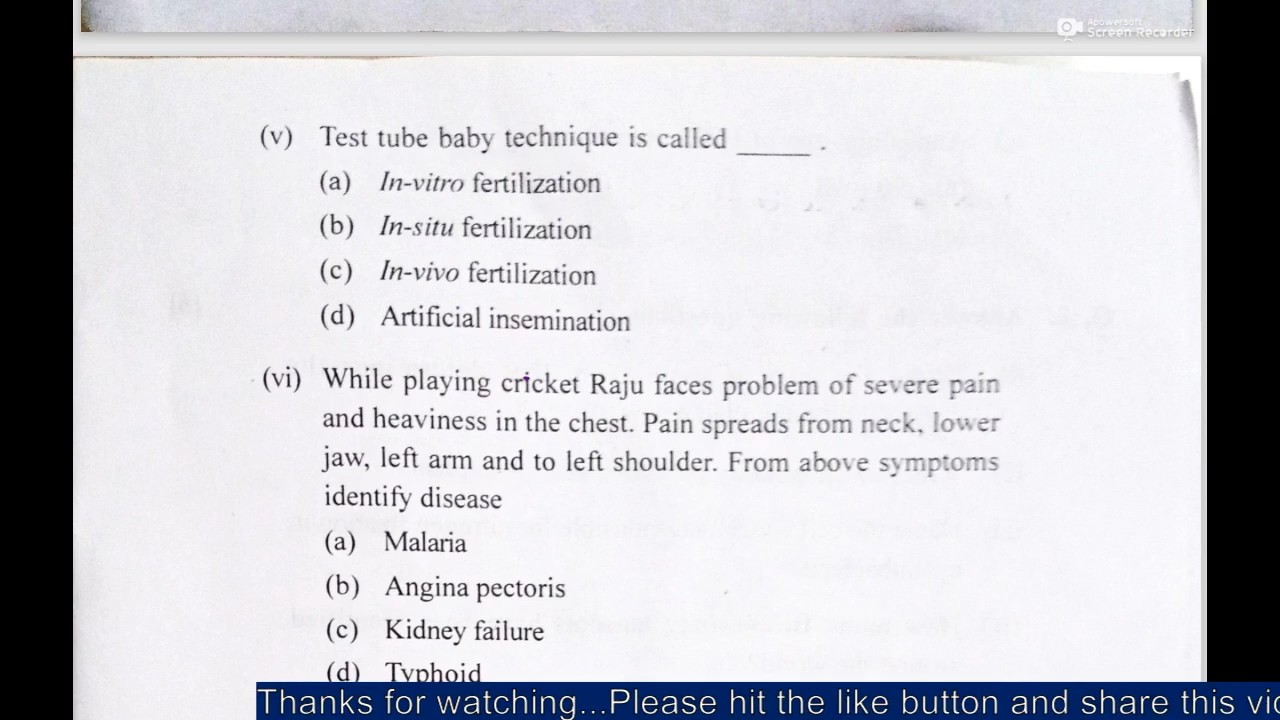 Apowersoft
Screen Recorder
(v) Test tube baby technique is called _____ .
(a) In-vitro fertilization
(b) In-situ fertilization
(c) In-vivo fertilization
(d) Artificial insemination
(vi) While playing cricket Raju faces problem of severe pain
and heaviness in the chest. Pain spreads from neck, lower
jaw, left arm and to left shoulder. From above symptoms
identify disease
(a) Malaria
(b) Angina pectoris
(c) Kidney failure
(d) Typhoid
Thanks for watching...Please hit the like button and share this vi